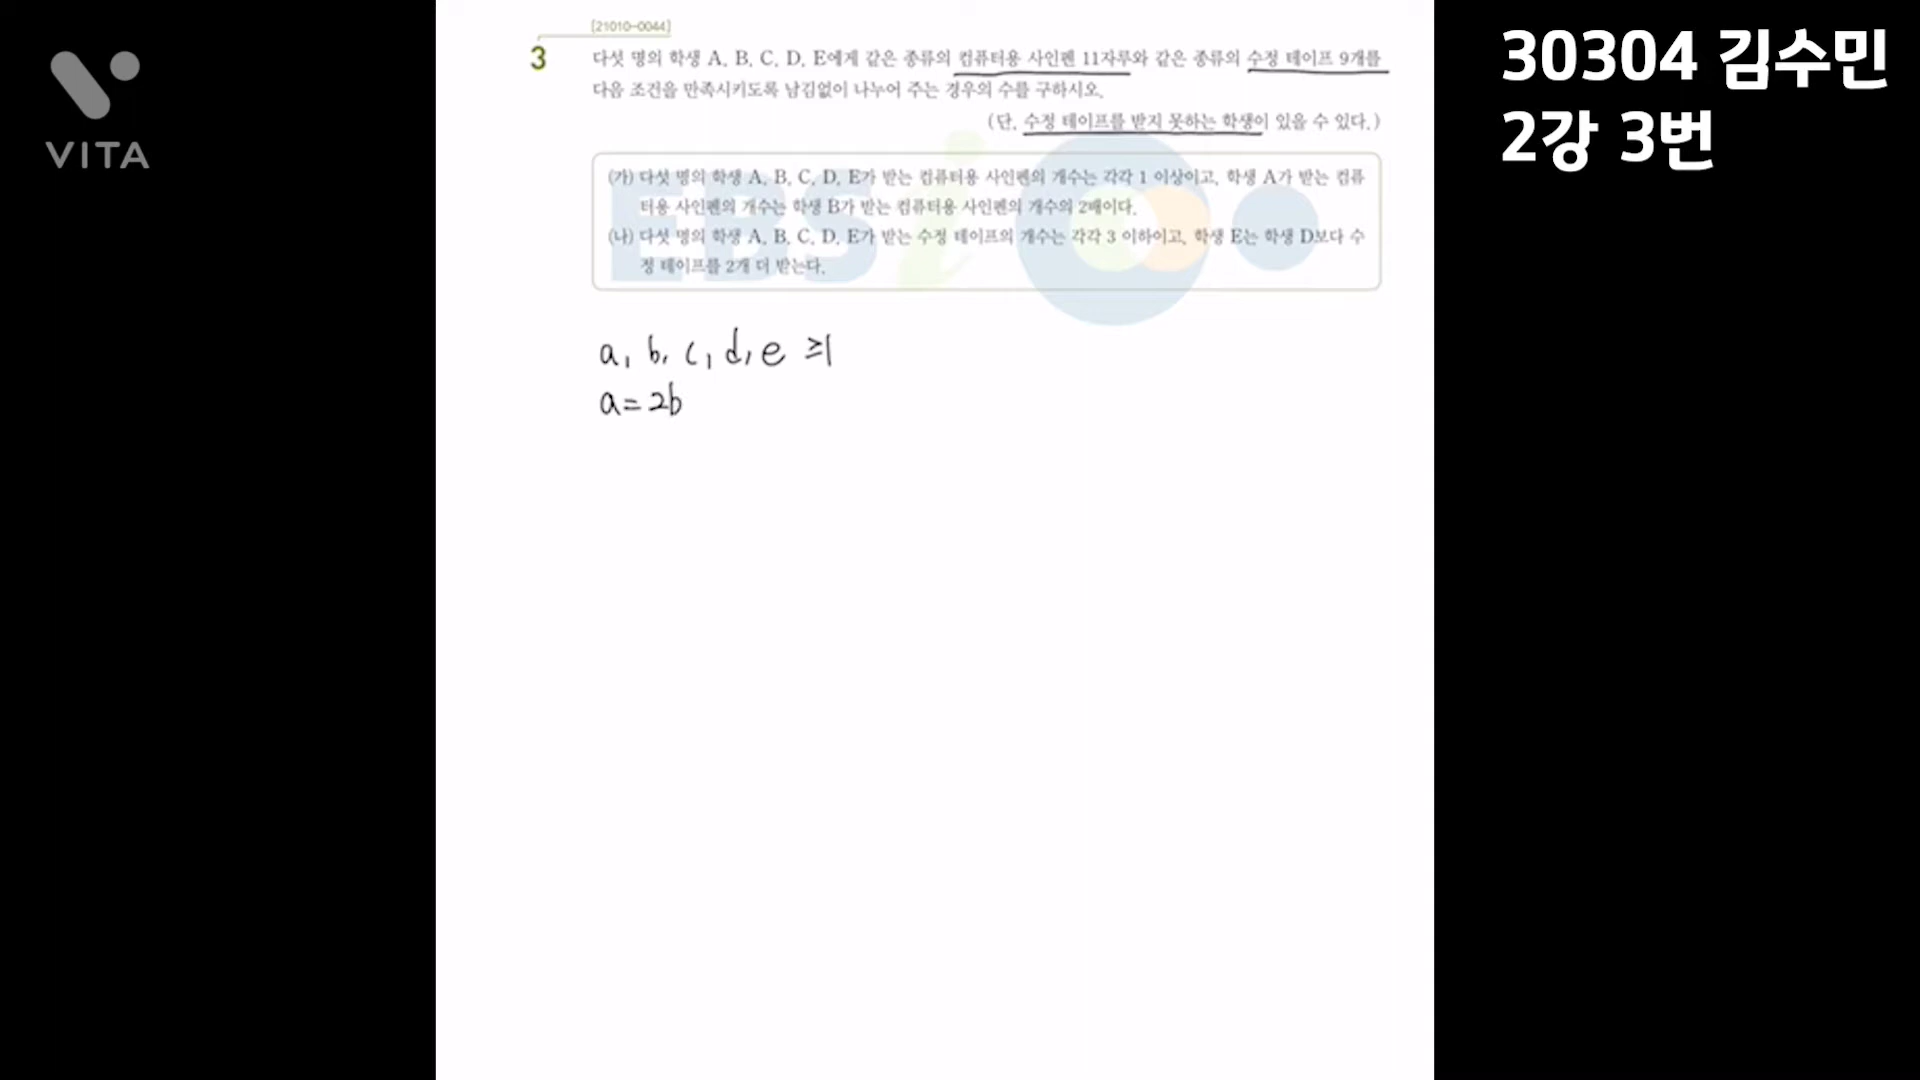 VITA
30304 김수민
2강 3번
[21010-0044]
3 다섯 명의 학생 A, B, C, D, E에게 같은 종류의 컴퓨터용 사인펜 11자루와 같은 종류의 수정 테이프 9개를
다음 조건을 만족시키도록 남김없이 나누어 주는 경우의 수를 구하시오.
(단, 수정 테이프를 받지 못하는 학생이 있을 수 있다.)
(가) 다섯 명의 학생 A, B, C, D, E가 받는 컴퓨터용 사인펜의 개수는 각각 1 이상이고, 학생 A가 받는 컴퓨
터용 사인펜의 개수는 학생 B가 받는 컴퓨터용 사인펜의 개수의 2배이다.
(나) 다섯 명의 학생 A, B, C, D, E가 받는 수정 테이프의 개수는 각각 3 이하이고, 학생 E는 학생 D보다 수
정 테이프를 2개 더 받는다.
EBSi
a, b, c, d, e ≥1
a=2b